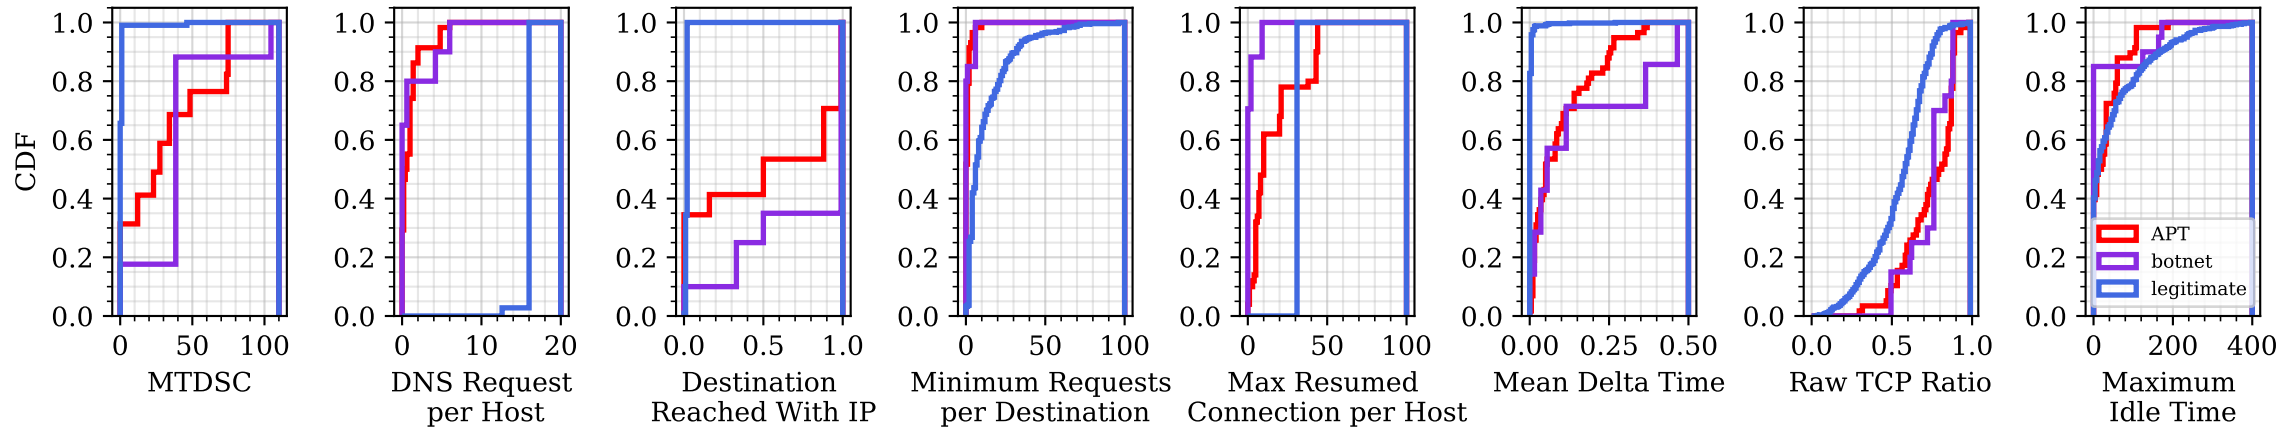 CDF
1.0
0.8
0.6
0.4
0.2
0.0
0 50 100
MTDSC
1.0
0.8
0.6
0.4
0.2
0.0
0 10 20
DNS Request
per Host
1.0
0.8
0.6
0.4
0.2
0.0
0.0 0.5 1.0
Destination
Reached With IP
1.0
0.8
0.6
0.4
0.2
0.0
0 50 100
Minimum Requests
per Destination
1.0
0.8
0.6
0.4
0.2
0.0
0 50 100
Max Resumed
Connection per Host
1.0
0.8
0.6
0.4
0.2
0.0
0.00 0.25 0.50
Mean Delta Time
1.0
0.8
0.6
0.4
0.2
0.0
0.0 0.5 1.0
Raw TCP Ratio
1.0
0.8
0.6
0.4
0.2
0.0
APT
botnet
legitimate
0 200 400
Maximum
Idle Time